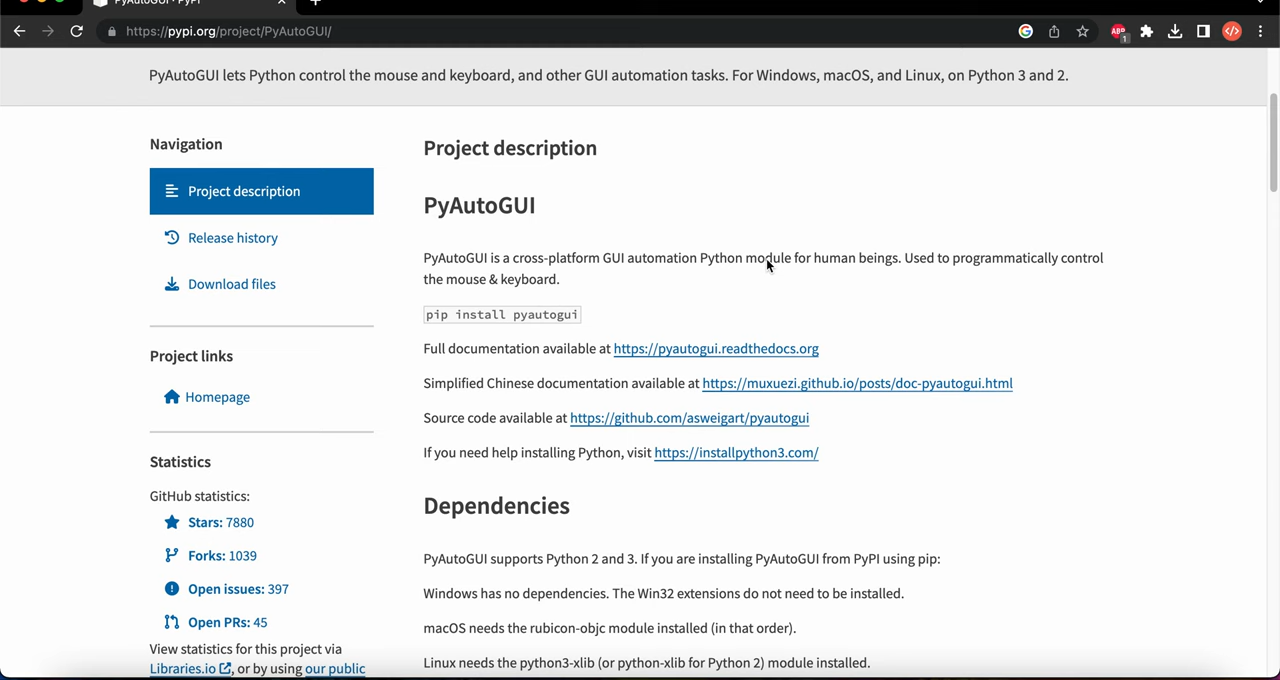 PyAutoGUI · PyPI
https://pypi.org/project/PyAutoGUI/
ABP
1
PyAutoGUI lets Python control the mouse and keyboard, and other GUI automation tasks. For Windows, macOS, and Linux, on Python 3 and 2.
Navigation
Project description
Release history
Download files
Project links
Homepage
Statistics
GitHub statistics:
Stars: 7880
Forks: 1039
Open issues: 397
Open PRs: 45
View statistics for this project via
Libraries.io, or by using our public
Project description
PyAutoGUI
PyAutoGUI is a cross-platform GUI automation Python module for human beings. Used to programmatically control
the mouse & keyboard.
pip install pyautogui
Full documentation available at https://pyautogui.readthedocs.org
Simplified Chinese documentation available at https://muxuezi.github.io/posts/doc-pyautogui.html
Source code available at https://github.com/asweigart/pyautogui
If you need help installing Python, visit https://installpython3.com/
Dependencies
PyAutoGUI supports Python 2 and 3. If you are installing PyAutoGUI from PyPI using pip:
Windows has no dependencies. The Win32 extensions do not need to be installed.
macOS needs the rubicon-objc module installed (in that order).
Linux needs the python3-xlib (or python-xlib for Python 2) module installed.